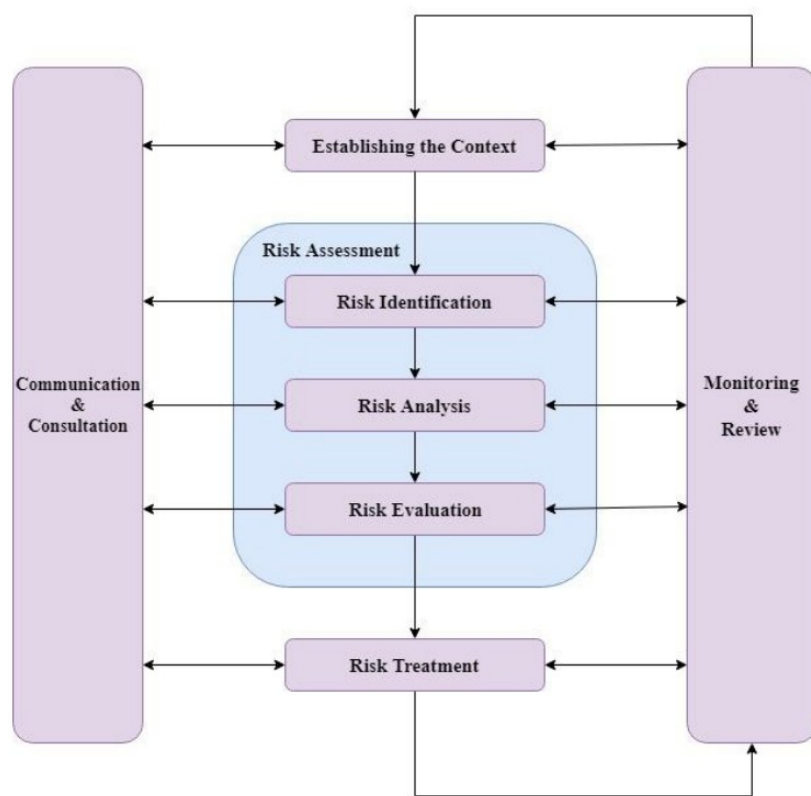 Establishing the Context
Risk Assessment
Risk Identification
Communication
&
Consultation
Risk Analysis
Monitoring
&
Review
Risk Evaluation
Risk Treatment